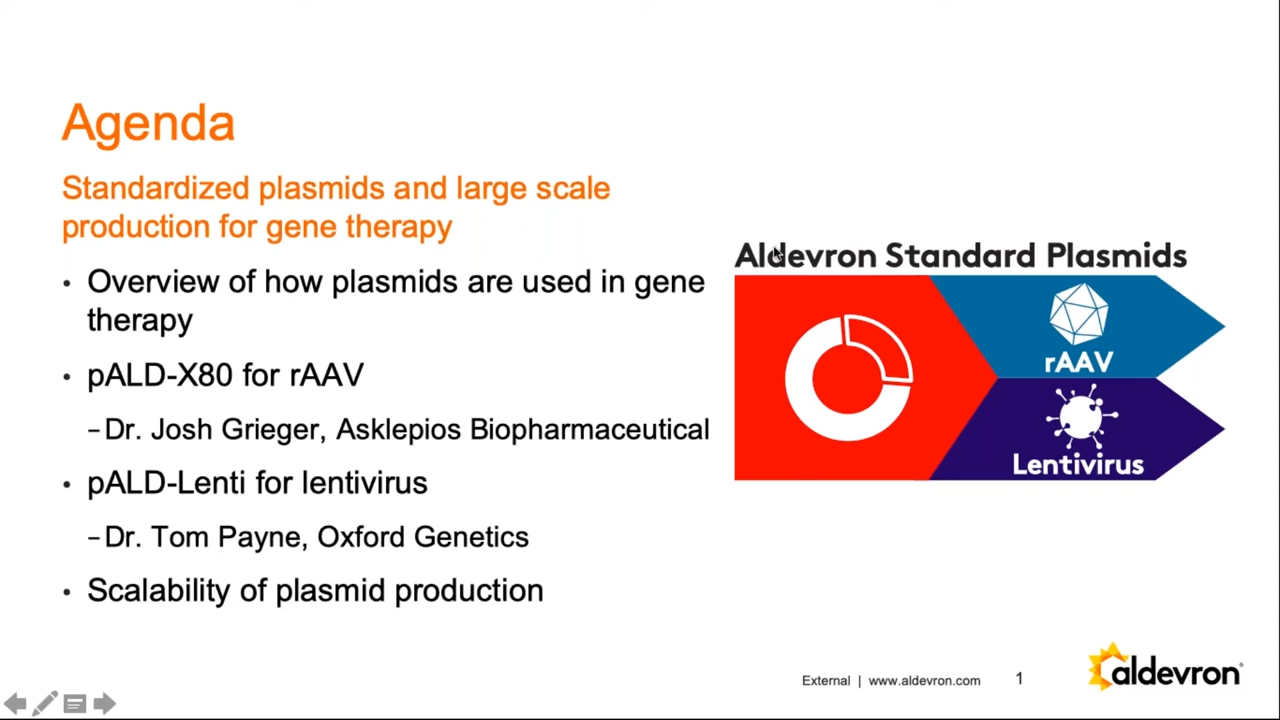 Agenda
Standardized plasmids and large scale
production for gene therapy
• Overview of how plasmids are used in gene
therapy
• pALD-X80 for rAAV
–Dr. Josh Grieger, Asklepios Biopharmaceutical
• pALD-Lenti for lentivirus
–Dr. Tom Payne, Oxford Genetics
• Scalability of plasmid production
Aldevron Standard Plasmids
rAAV
Lentivirus
External | www.aldevron.com 1
aldevron